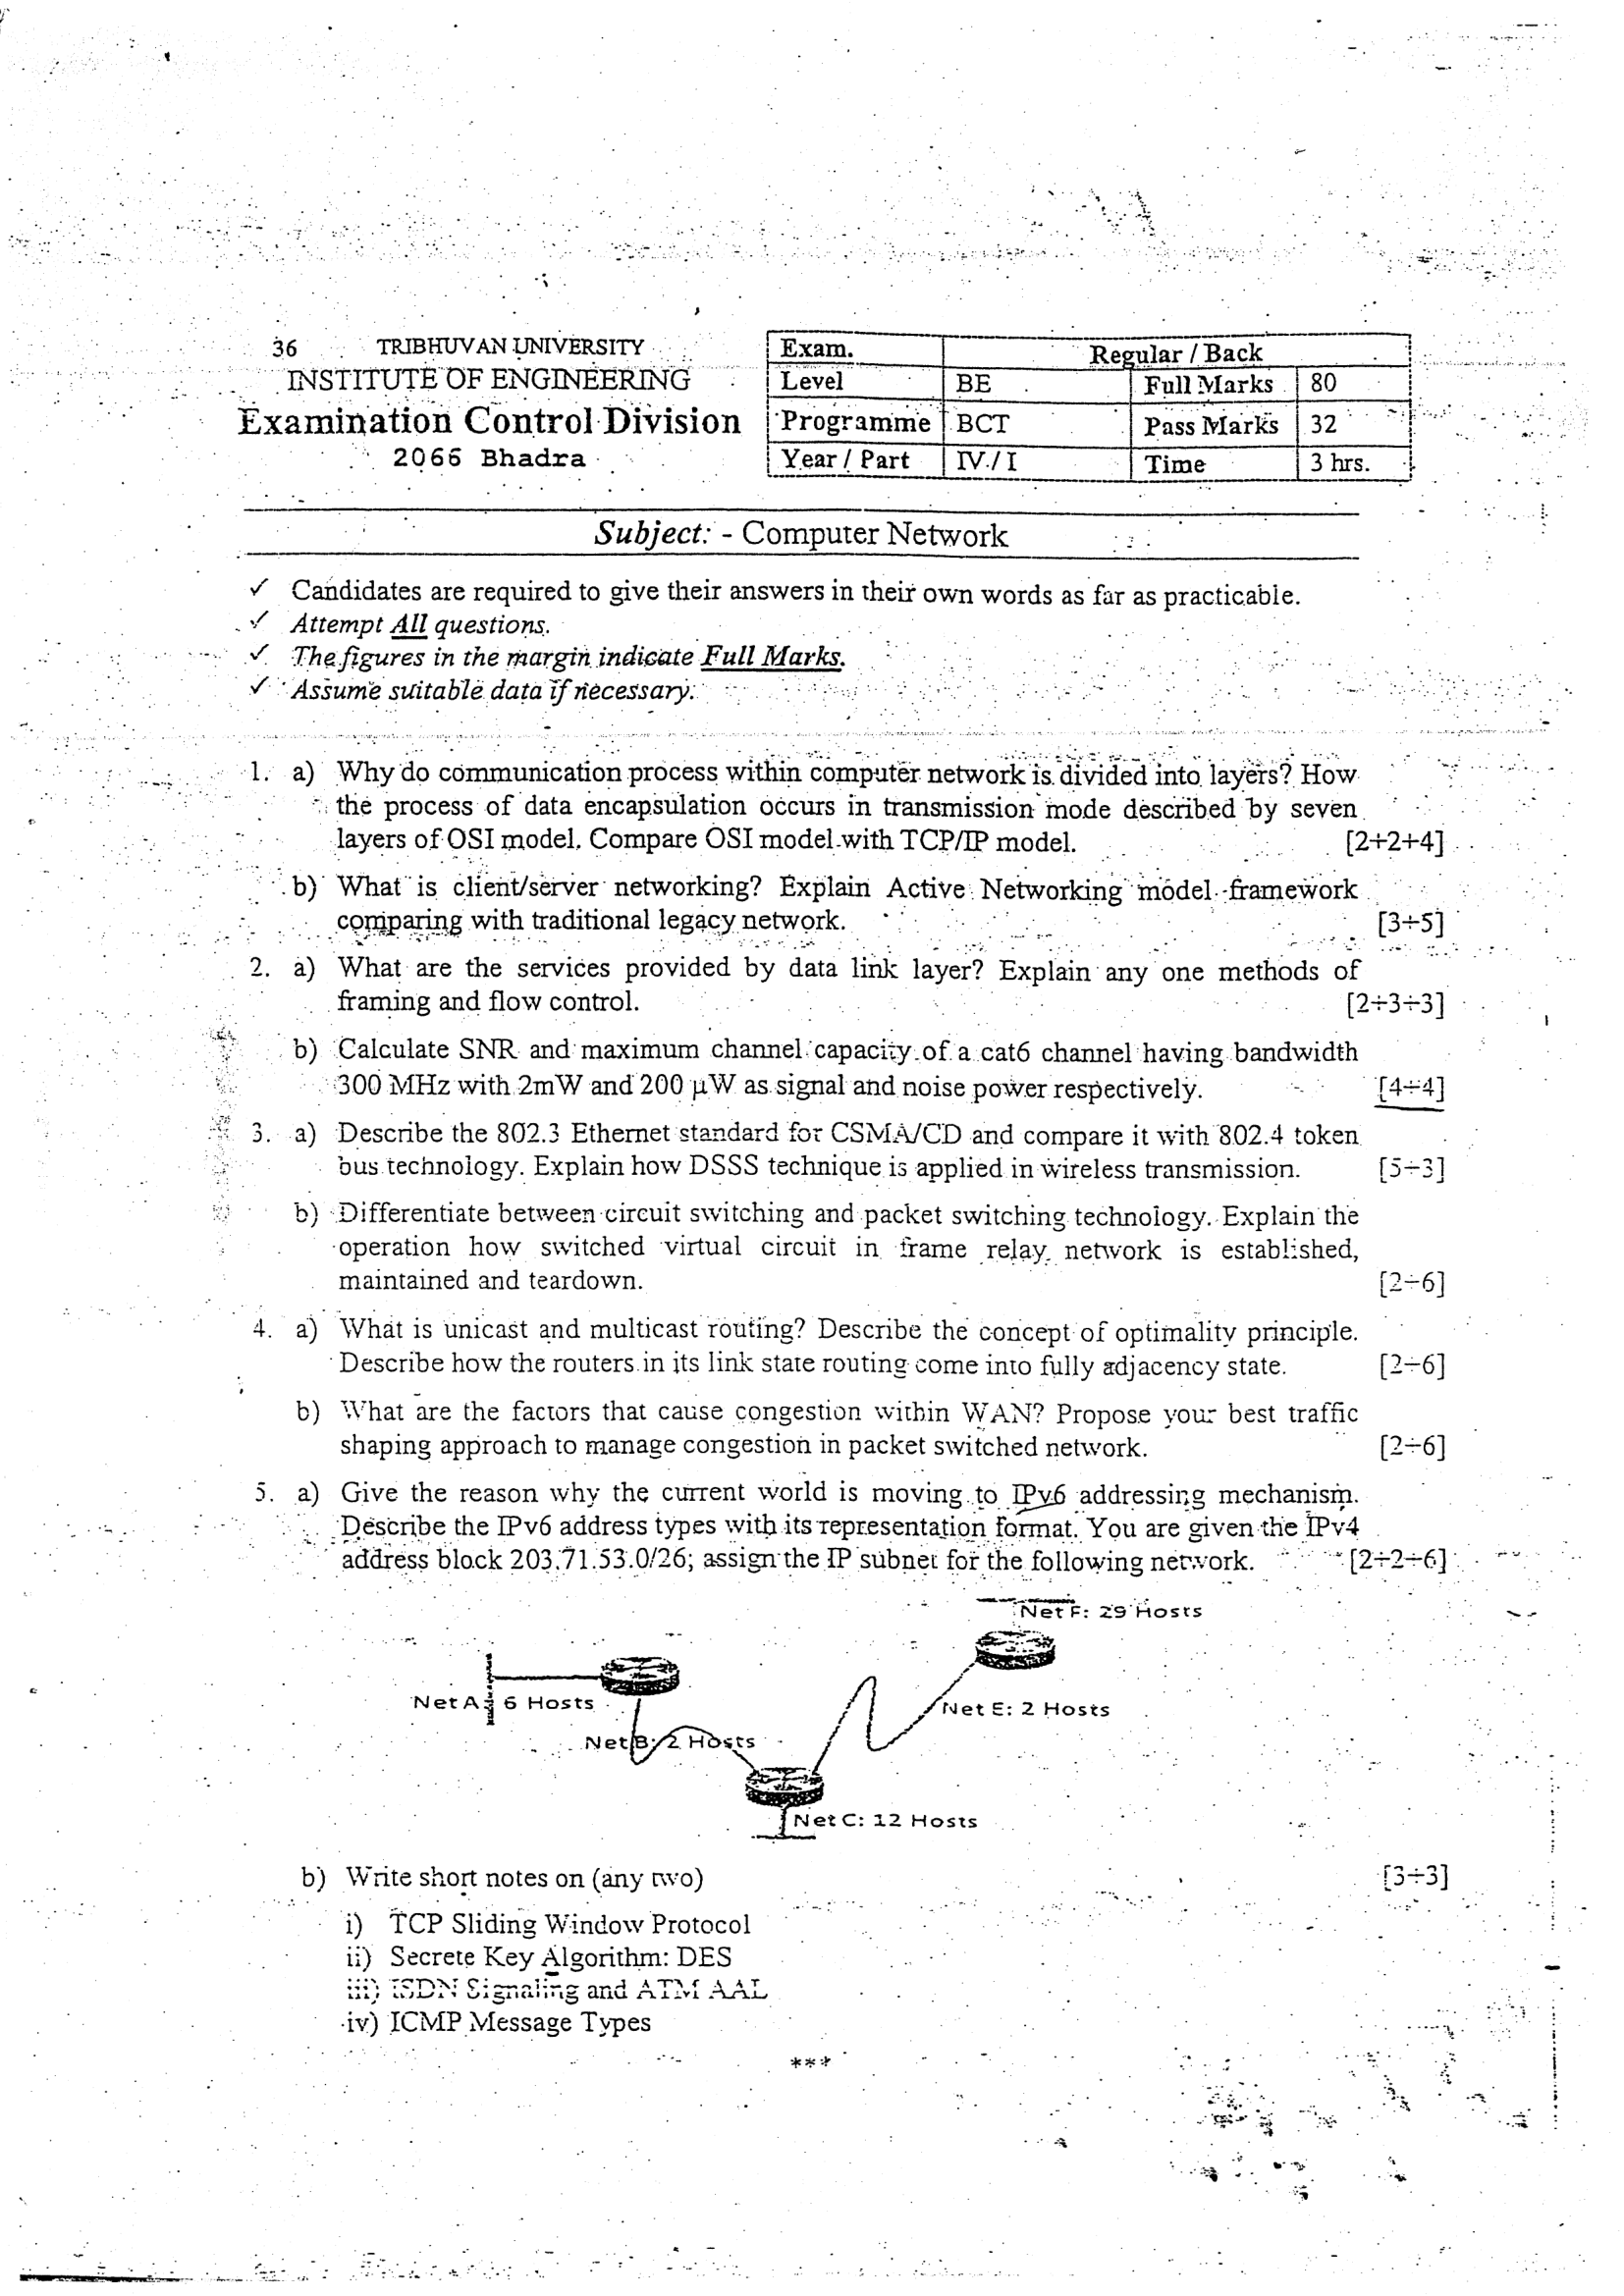 36 TRIBHUVAN UNIVERSITY
INSTITUTE OF ENGINEERING
Examination Control Division
2066 Bhadra
Exam. Regular / Back
Level BE Full Marks 80
Programme BCT Pass Marks 32
Year / Part IV / I Time 3 hrs.
Subject: - Computer Network
✓ Candidates are required to give their answers in their own words as far as practicable.
✓ Attempt All questions.
✓ The figures in the margin indicate Full Marks.
✓ Assume suitable data if necessary.
1. a) Why do communication process within computer network is divided into layers? How
the process of data encapsulation occurs in transmission mode described by seven
layers of OSI model. Compare OSI model with TCP/IP model. [2+2+4]
b) What is client/server networking? Explain Active Networking model framework
comparing with traditional legacy network. [3+5]
2. a) What are the services provided by data link layer? Explain any one methods of
framing and flow control. [2+3+3]
b) Calculate SNR and maximum channel capacity of a cat6 channel having bandwidth
300 MHz with 2mW and 200 µW as signal and noise power respectively. [4+4]
3. a) Describe the 802.3 Ethernet standard for CSMA/CD and compare it with 802.4 token
bus technology. Explain how DSSS technique is applied in wireless transmission. [5+3]
b) Differentiate between circuit switching and packet switching technology. Explain the
operation how switched virtual circuit in frame relay network is established,
maintained and teardown. [2+6]
4. a) What is unicast and multicast routing? Describe the concept of optimality principle.
Describe how the routers in its link state routing come into fully adjacency state. [2+6]
b) What are the factors that cause congestion within WAN? Propose your best traffic
shaping approach to manage congestion in packet switched network. [2+6]
5. a) Give the reason why the current world is moving to IPv6 addressing mechanism.
Describe the IPv6 address types with its representation format. You are given the IPv4
address block 203.71.53.0/26; assign the IP subnet for the following network. [2+2+6]
Net F: 29 Hosts
Net A: 6 Hosts
Net E: 2 Hosts
Net B: 2 Hosts
Net C: 12 Hosts
b) Write short notes on (any two) [3+3]
i) TCP Sliding Window Protocol
ii) Secrete Key Algorithm: DES
iii) ISDN Signaling and ATM AAL
iv) ICMP Message Types
***